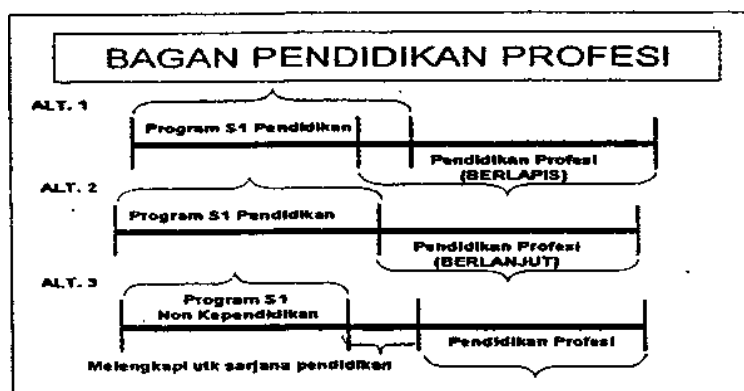 BAGAN PENDIDIKAN PROFESI
ALT. 1
Program S1 Pendidikan
Pendidikan Profesi
(BERLAPIS)
ALT. 2
Program S1 Pendidikan
Pendidikan Profesi
(BERLANJUT)
ALT. 3
Program S1
Non Kependidikan
Melengkapi utk sarjana pendidikan
Pendidikan Profesi